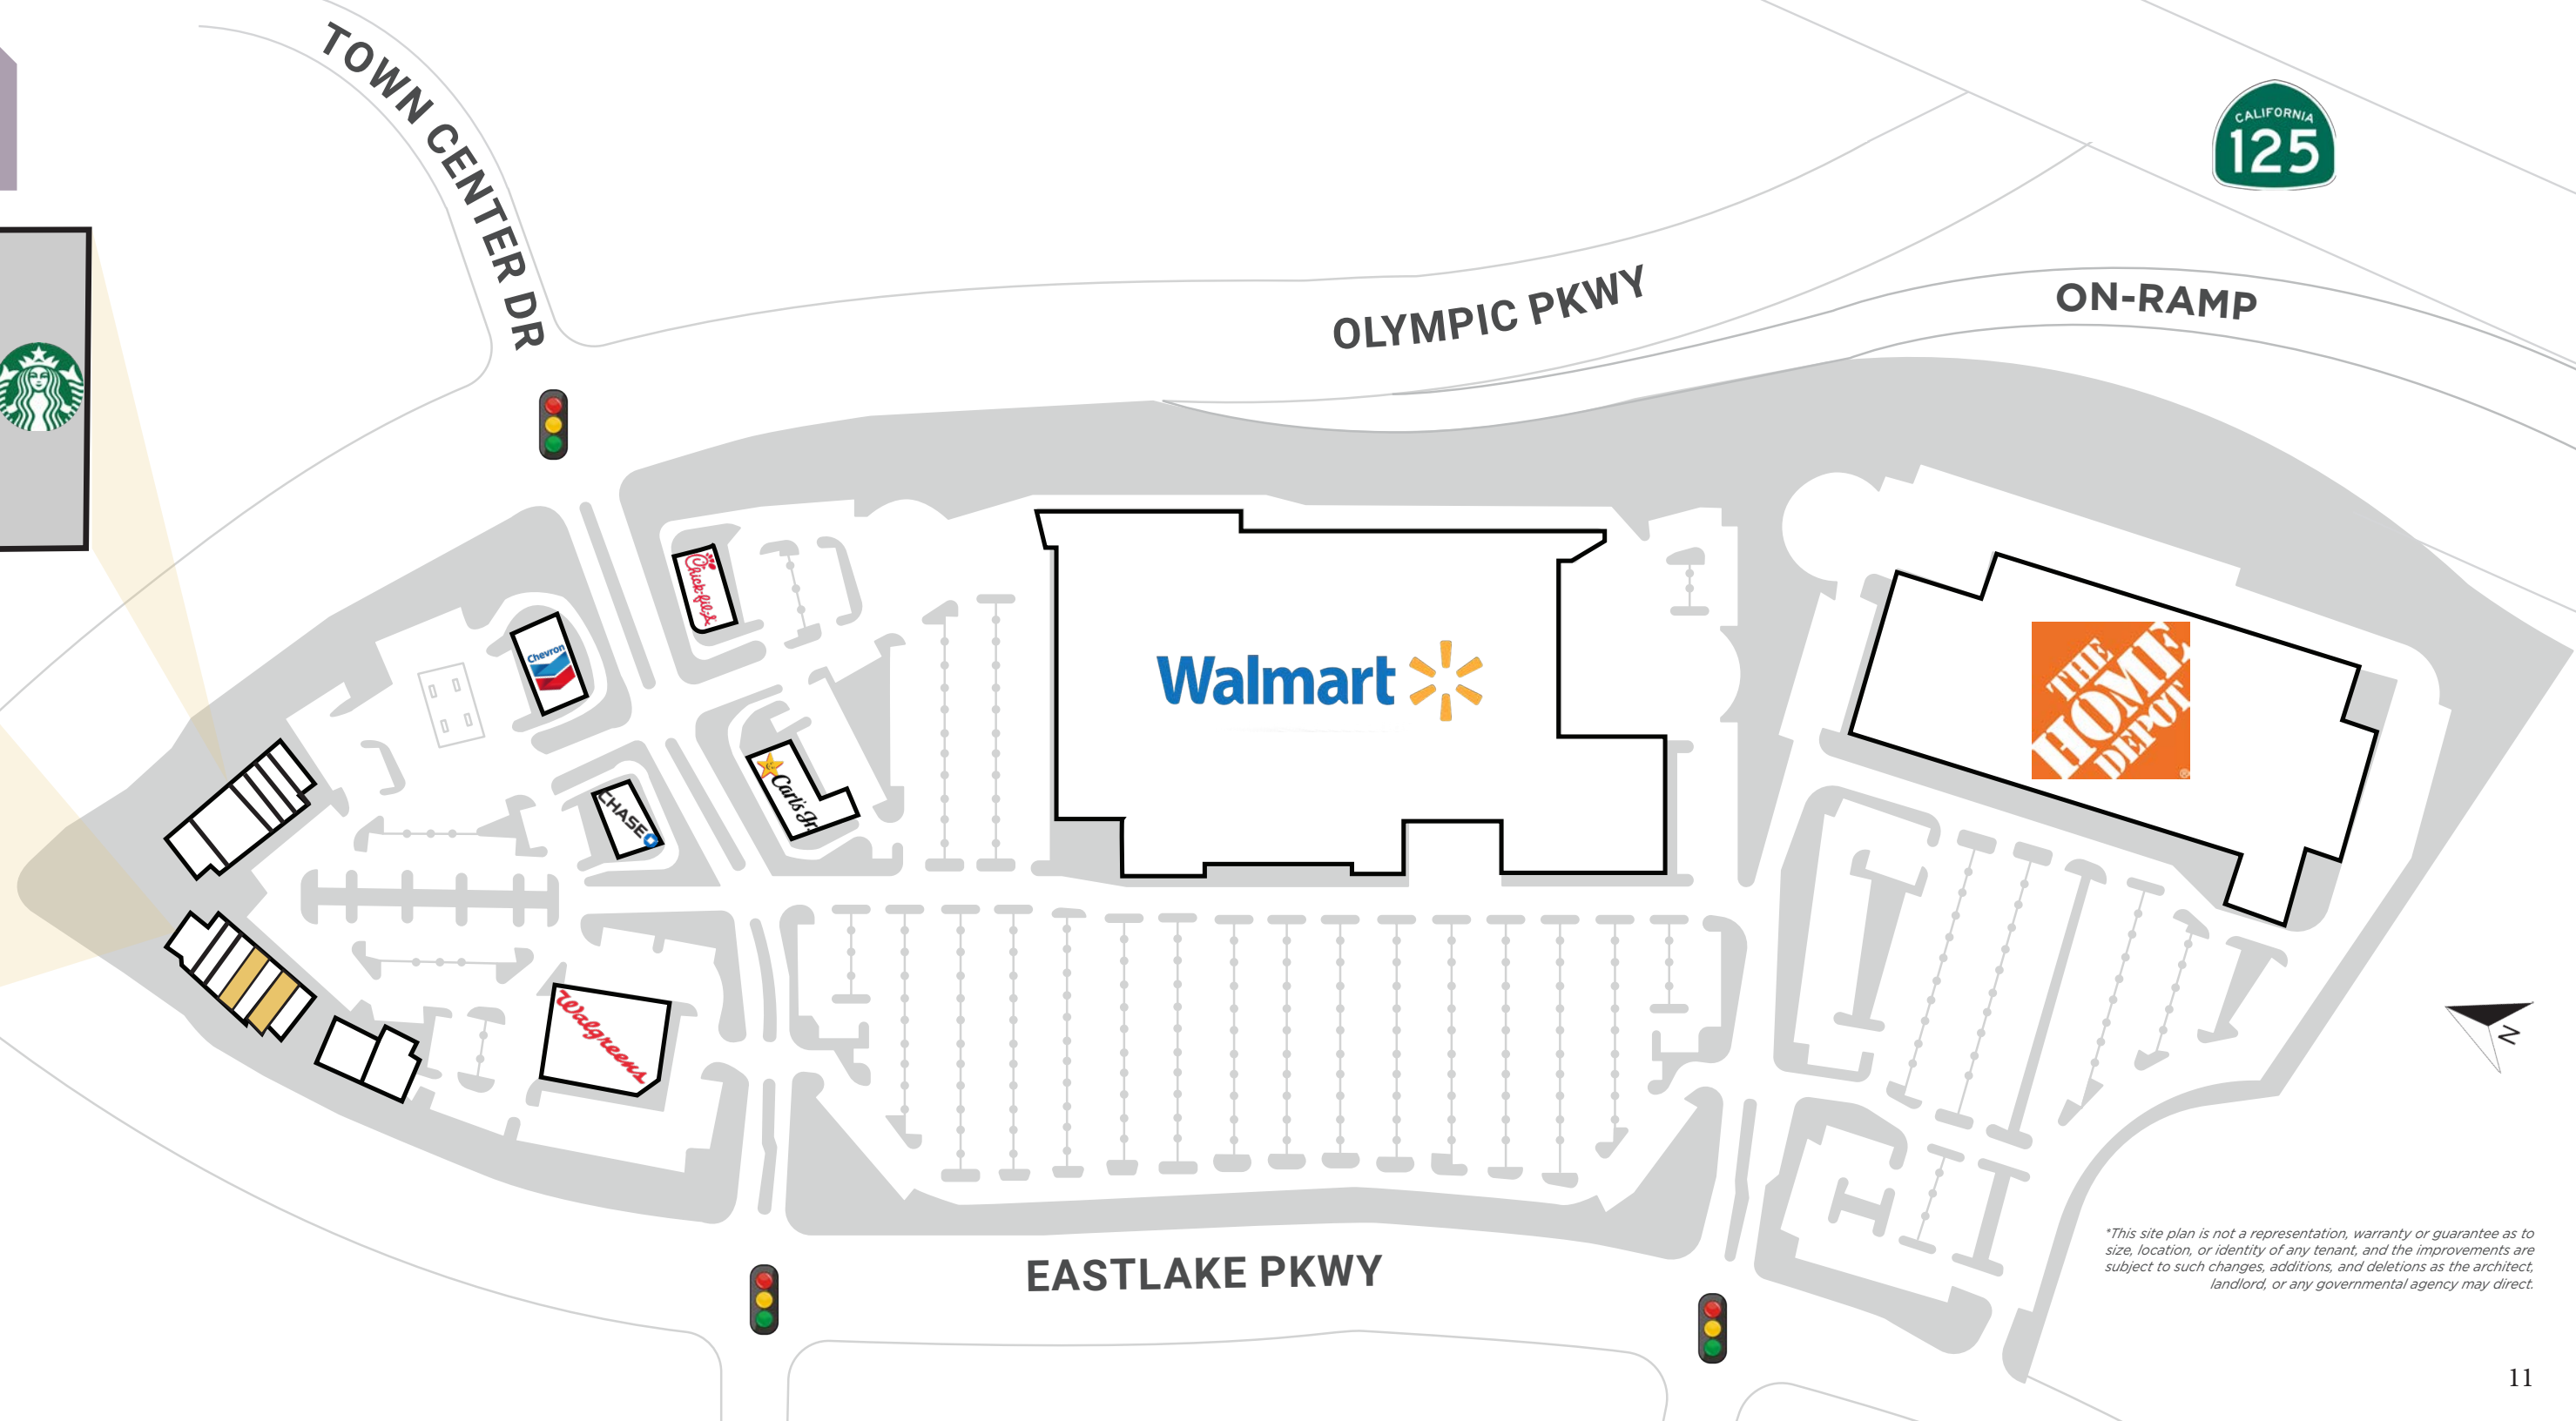 TOWN CENTER DR
CALIFORNIA
125
OLYMPIC PKWY
ON-RAMP
Chick-fil-A
Chevron
Walmart
THE
HOME
DEPOT
®
CHASE
Carl's Jr.
Walgreens
N
EASTLAKE PKWY
*This site plan is not a representation, warranty or guarantee as to
size, location, or identity of any tenant, and the improvements are
subject to such changes, additions, and deletions as the architect,
landlord, or any governmental agency may direct.
11